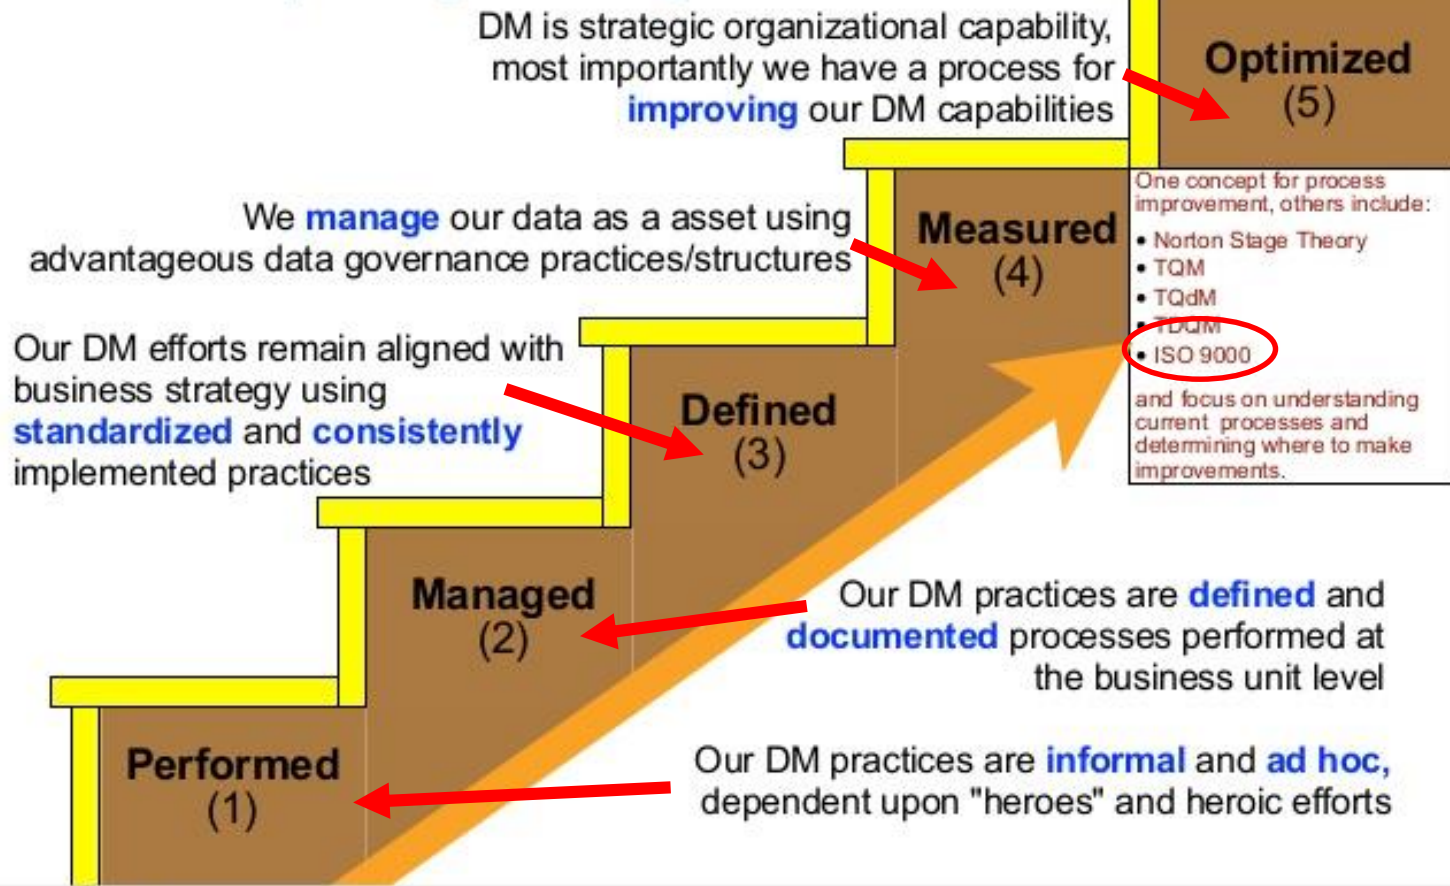 DM is strategic organizational capability,
most importantly we have a process for
improving our DM capabilities
Optimized
(5)
We manage our data as a asset using
advantageous data governance practices/structures
Measured
(4)
One concept for process
improvement, others include:
• Norton Stage Theory
• TQM
• TQdM
• TDQM
• ISO 9000
and focus on understanding
current processes and
determining where to make
improvements.
Our DM efforts remain aligned with
business strategy using
standardized and consistently
implemented practices
Defined
(3)
Managed
(2)
Our DM practices are defined and
documented processes performed at
the business unit level
Performed
(1)
Our DM practices are informal and ad hoc,
dependent upon "heroes" and heroic efforts